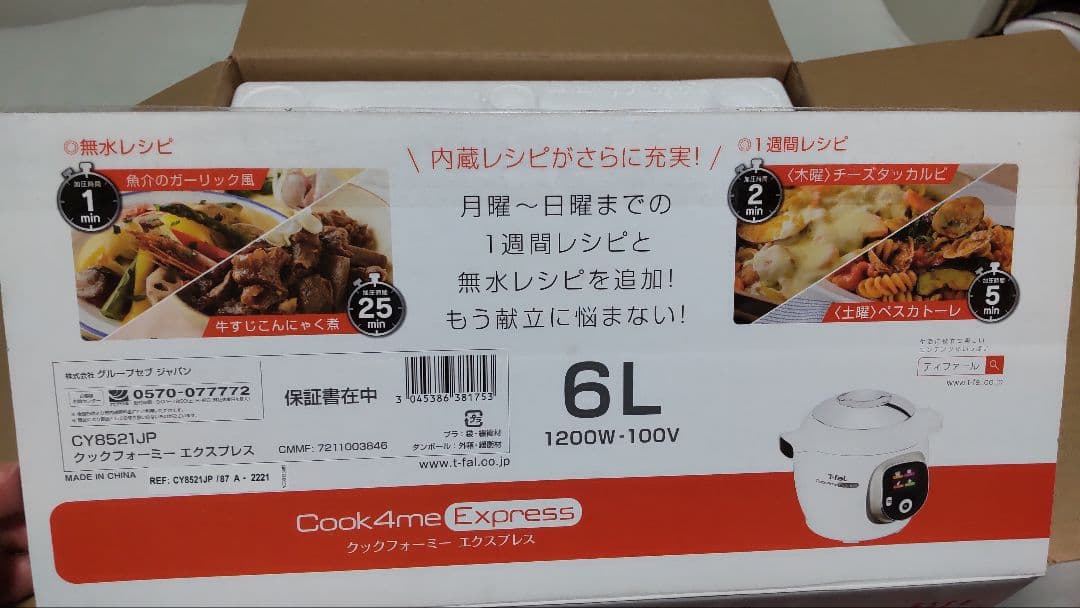 ◎無水レシピ
加圧時間
1
min
魚介のガーリック風
加圧時間
25
min
牛すじこんにゃく煮
\ 内蔵レシピがさらに充実! /
月曜~日曜までの
1週間レシピと
無水レシピを追加!
もう献立に悩まない!
◎1週間レシピ
加圧時間
2
min
〈木曜〉チーズタッカルビ
加圧時間
5
min
〈土曜〉ペスカトーレ
株式会社 グループセブ ジャパン
0570-077772
CY8521JP
クックフォーミー エクスプレス
MADE IN CHINA
REF: CY8521JP /87 A - 2221
保証書在中
3 045386 381753
プラ:袋・緩衝材
ダンボール:外箱・緩衝材
CMMF: 7211003846
www.t-fal.co.jp
6L
1200W-100V
ティファール
www.t-fal.co.jp
T-fal
Cook4me Express
クックフォーミー エクスプレス